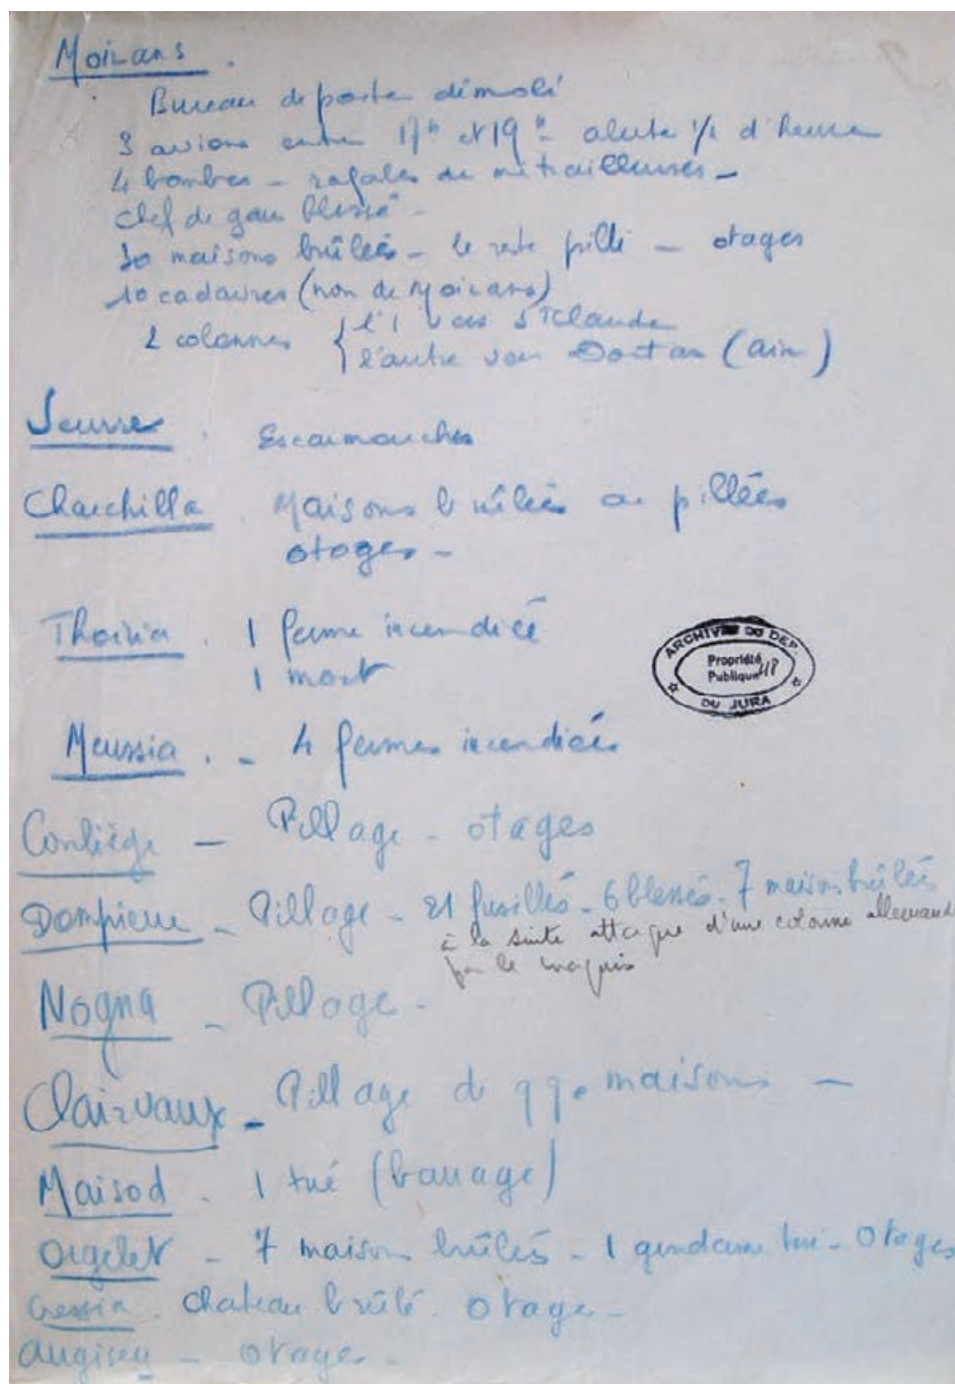 Moirans.
Bureau de poste démoli
3 avions entre 17h et 19h - alerte 1/2 d'heure
4 bombes - rafales de mitrailleuses -
chef de gare blessé -
30 maisons brûlées - le reste pillé - otages
10 cadavres (non de Moirans)
2 colonnes { l'1 vers St Claude
l'autre vers Dortan (ain)
Jeurre. Escarmouches
Charchilla. Maisons brûlées ou pillées
otages -
Thoiria. 1 ferme incendiée
1 mort
ARCHIVES DU DEP.
Propriété
Publique
DU JURA
Meussia. - 4 fermes incendiées
Conliège - Pillage - otages
Dompierre - Pillage - 21 fusillés - 6 blessés - 7 maisons brûlées
à la suite attaque d'une colonne allemande
par le maquis
Nogna - Pillage -
Clairvaux - Pillage de qq. maisons -
Maisod. 1 tué (barrage)
Orgelet - 7 maisons brûlées - 1 gendarme tué - Otages
Cressia. Chateau brûlé. Otages -
Augisey - otages -